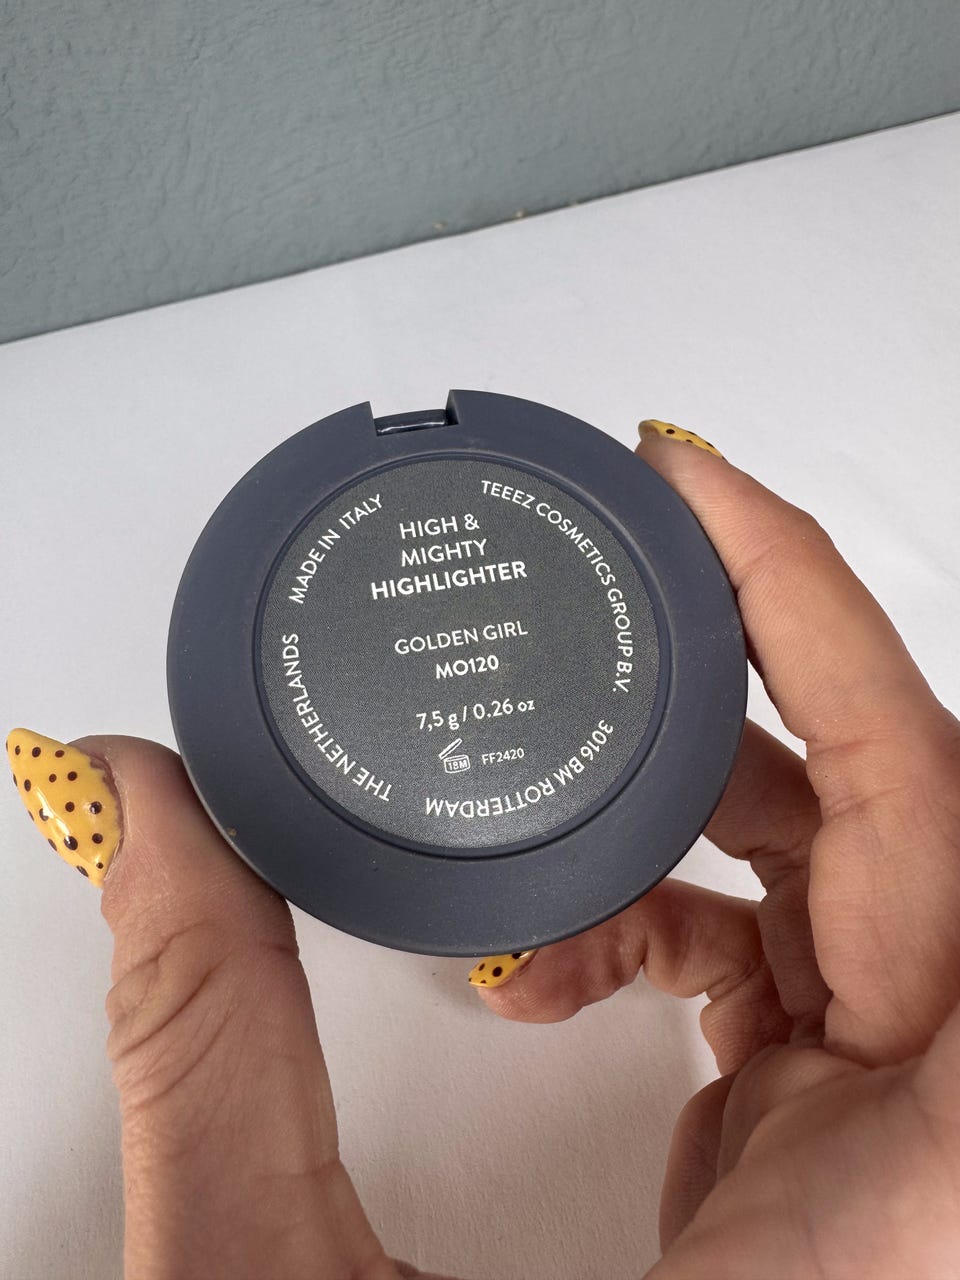 HIGH &
MIGHTY
HIGHLIGHTER
GOLDEN GIRL
MO120
7,5 g / 0.26 oz
18M
FF2420
MADE IN ITALY
TEEEZ COSMETICS GROUP B.V.
3016 BM ROTTERDAM
THE NETHERLANDS